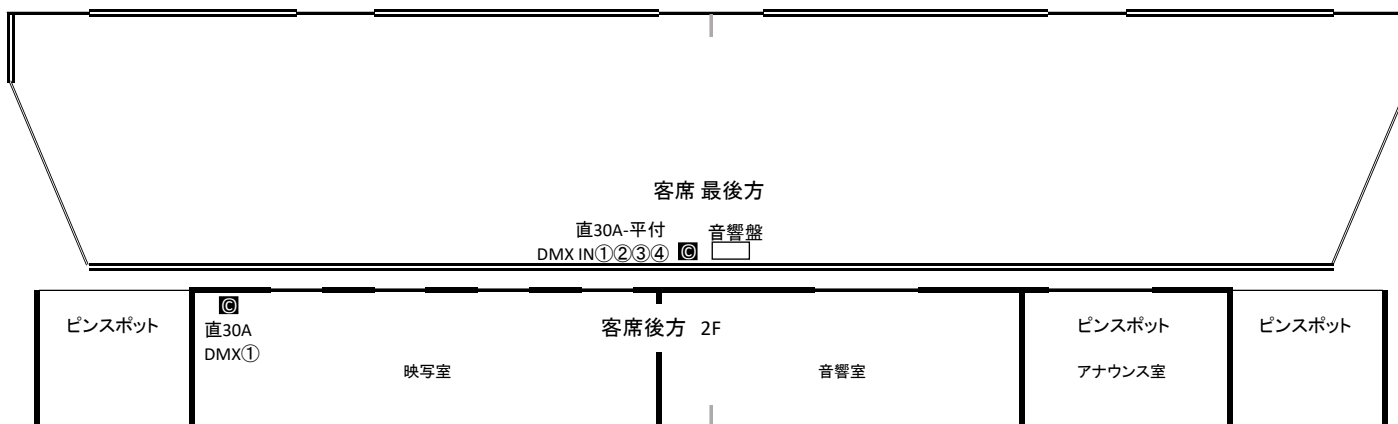 客席 最後方
直30A-平付 音響盤
DMX IN①②③④ C
C
ピンスポット 直30A 客席後方 2F ピンスポット ピンスポット
DMX①
映写室 音響室 アナウンス室